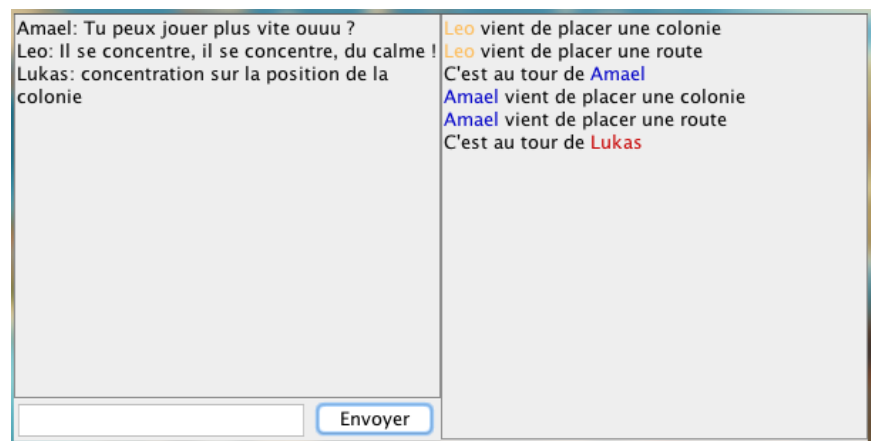 Amael: Tu peux jouer plus vite ouuu ?
Leo: Il se concentre, il se concentre, du calme !
Lukas: concentration sur la position de la
colonie
Envoyer
Leo vient de placer une colonie
Leo vient de placer une route
C'est au tour de Amael
Amael vient de placer une colonie
Amael vient de placer une route
C'est au tour de Lukas